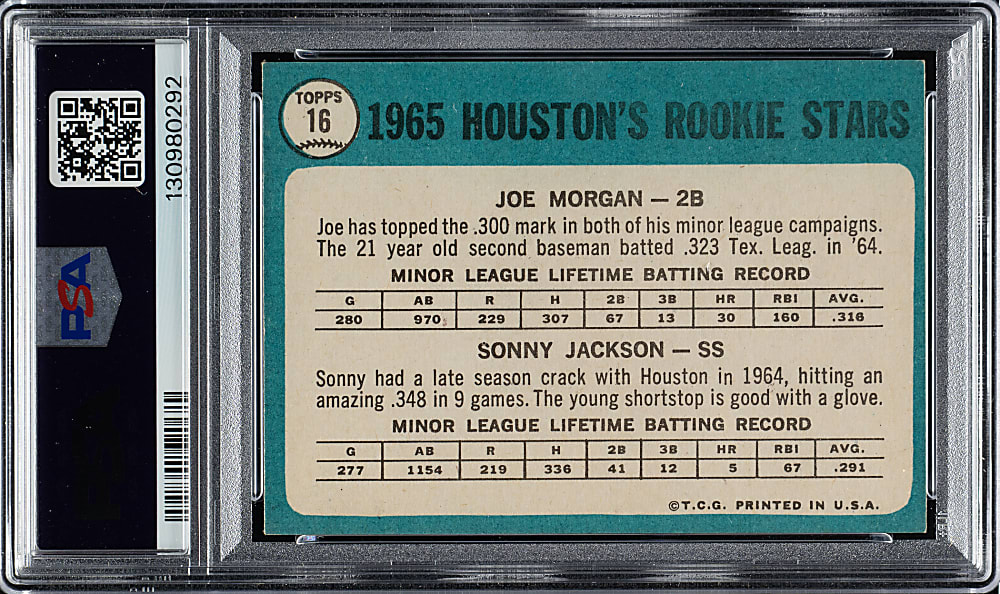 130980292
PSA
TOPPS
16
1965 HOUSTON'S ROOKIE STARS
JOE MORGAN — 2B
Joe has topped the .300 mark in both of his minor league campaigns.
The 21 year old second baseman batted .323 Tex. Leag. in '64.
MINOR LEAGUE LIFETIME BATTING RECORD
G AB R H 2B 3B HR RBI AVG.
280 970 229 307 67 13 30 160 .316
SONNY JACKSON — SS
Sonny had a late season crack with Houston in 1964, hitting an
amazing .348 in 9 games. The young shortstop is good with a glove.
MINOR LEAGUE LIFETIME BATTING RECORD
G AB R H 2B 3B HR RBI AVG.
277 1154 219 336 41 12 5 67 .291
©T.C.G. PRINTED IN U.S.A.